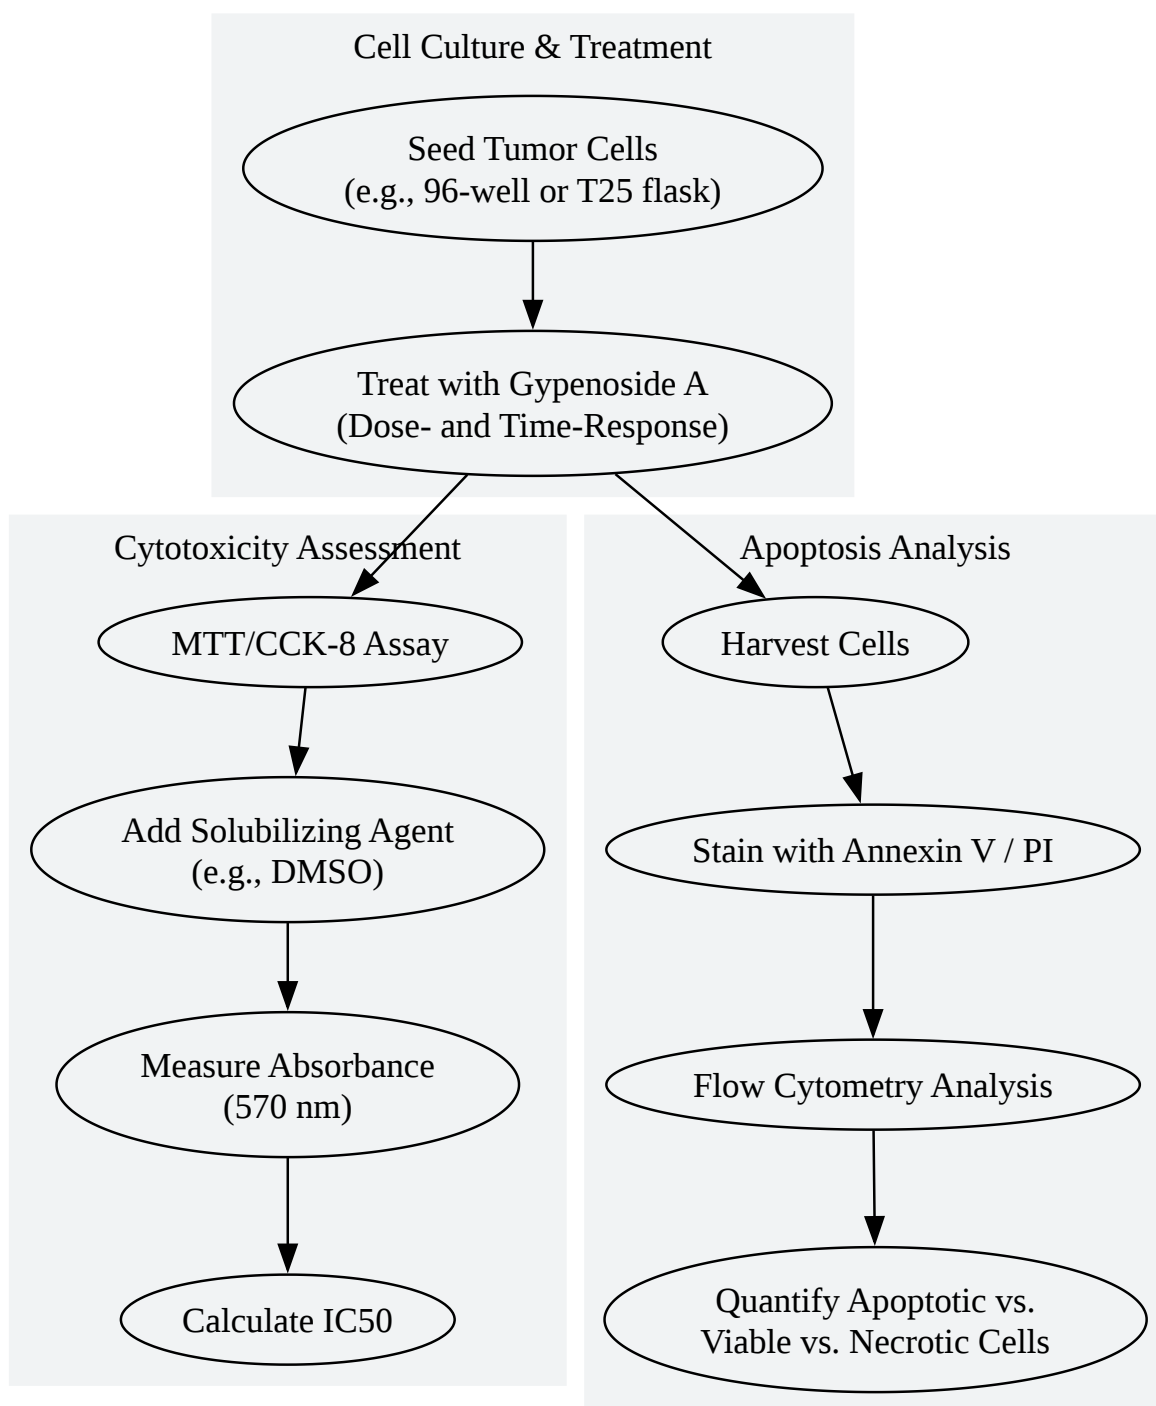 Cell Culture & Treatment
Seed Tumor Cells
(e.g., 96-well or T25 flask)
Treat with Gypenoside A
(Dose- and Time-Response)
Cytotoxicity Assessment
MTT/CCK-8 Assay
Add Solubilizing Agent
(e.g., DMSO)
Measure Absorbance
(570 nm)
Calculate IC50
Apoptosis Analysis
Harvest Cells
Stain with Annexin V / PI
Flow Cytometry Analysis
Quantify Apoptotic vs.
Viable vs. Necrotic Cells